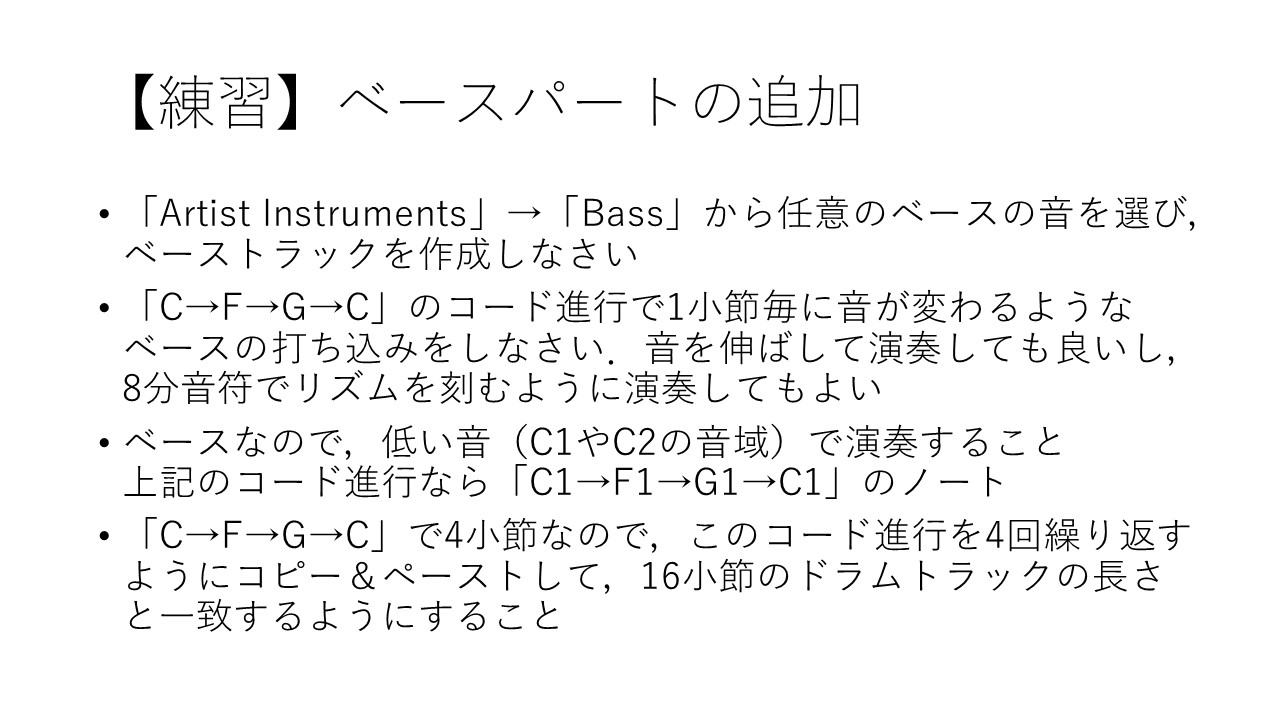 【練習】ベースパートの追加
• 「Artist Instruments」→「Bass」から任意のベースの音を選び，
ベーストラックを作成しなさい
• 「C→F→G→C」のコード進行で1小節毎に音が変わるような
ベースの打ち込みをしなさい．音を伸ばして演奏しても良いし，
8分音符でリズムを刻むように演奏してもよい
• ベースなので，低い音（C1やC2の音域）で演奏すること
上記のコード進行なら「C1→F1→G1→C1」のノート
• 「C→F→G→C」で4小節なので，このコード進行を4回繰り返す
ようにコピー＆ペーストして，16小節のドラムトラックの長さ
と一致するようにすること